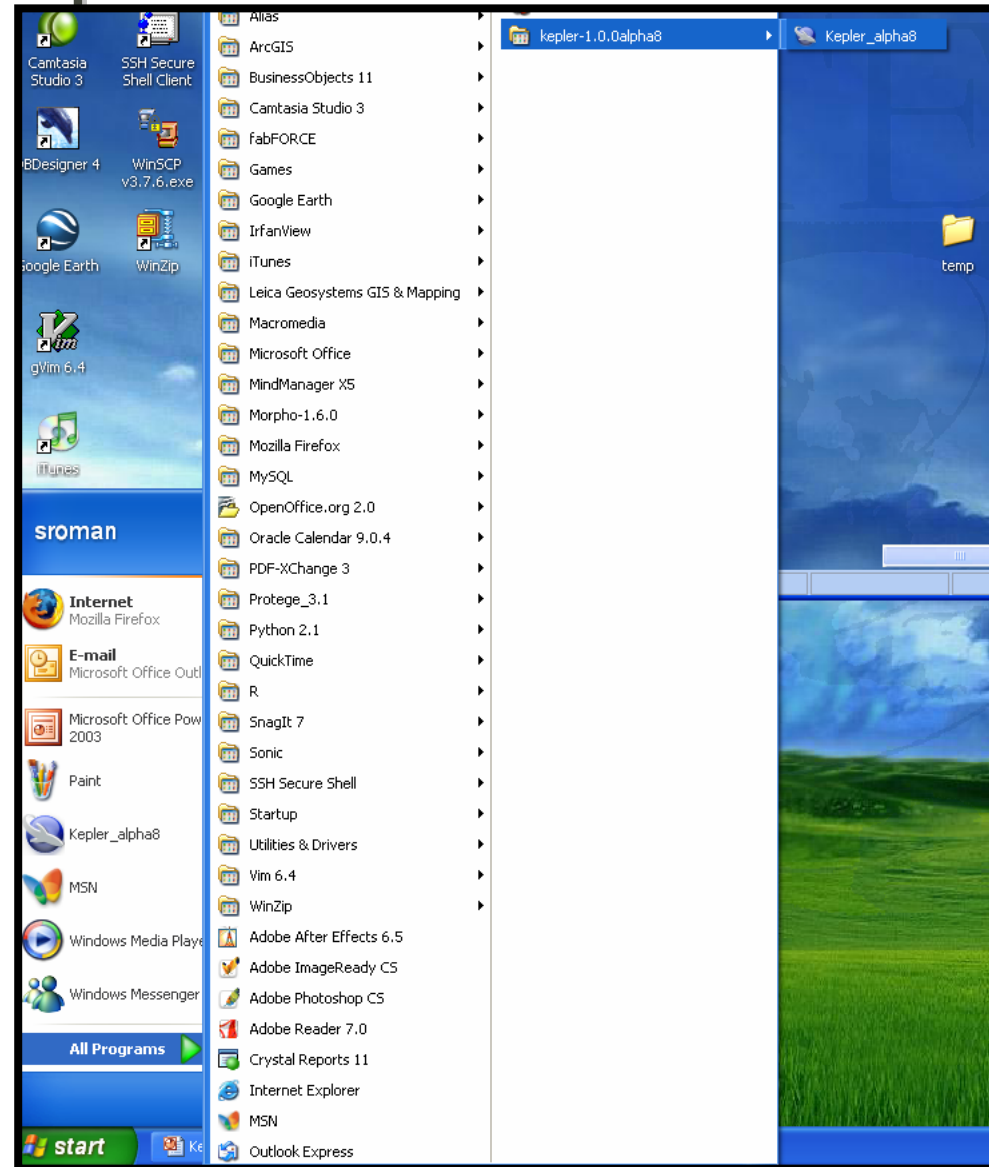 Camtasia
Studio 3
SSH Secure
Shell Client
BDesigner 4
WinSCP
v3.7.6.exe
Google Earth
WinZip
gVim 6.4
iTunes
temp
sroman
Internet
Mozilla Firefox
E-mail
Microsoft Office Outl
Microsoft Office Pow
2003
Paint
Kepler_alpha8
MSN
Windows Media Playe
Windows Messenger
All Programs
start
Ke
Alias
ArcGIS
BusinessObjects 11
Camtasia Studio 3
fabFORCE
Games
Google Earth
IrfanView
iTunes
Leica Geosystems GIS & Mapping
Macromedia
Microsoft Office
MindManager X5
Morpho-1.6.0
Mozilla Firefox
MySQL
OpenOffice.org 2.0
Oracle Calendar 9.0.4
PDF-XChange 3
Protege_3.1
Python 2.1
QuickTime
R
SnagIt 7
Sonic
SSH Secure Shell
Startup
Utilities & Drivers
Vim 6.4
WinZip
Adobe After Effects 6.5
Adobe ImageReady CS
Adobe Photoshop CS
Adobe Reader 7.0
Crystal Reports 11
Internet Explorer
MSN
Outlook Express
kepler-1.0.0alpha8
Kepler_alpha8